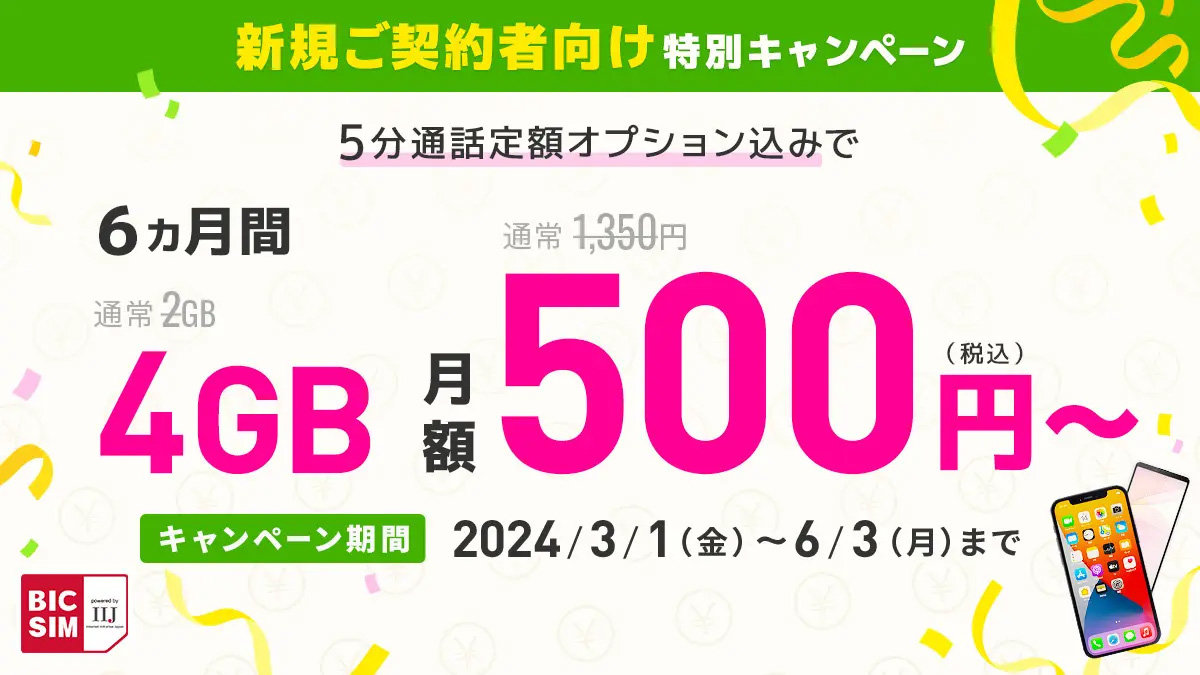 新規ご契約者向け特別キャンペーン
5分通話定額オプション込みで
6ヵ月間
通常 2GB
4GB
通常 1,350円
月額500円〜
（税込）
キャンペーン期間 2024/3/1（金）〜6/3（月）まで
BIC
SIM
powered by
IIJ
Internet Initiative Japan